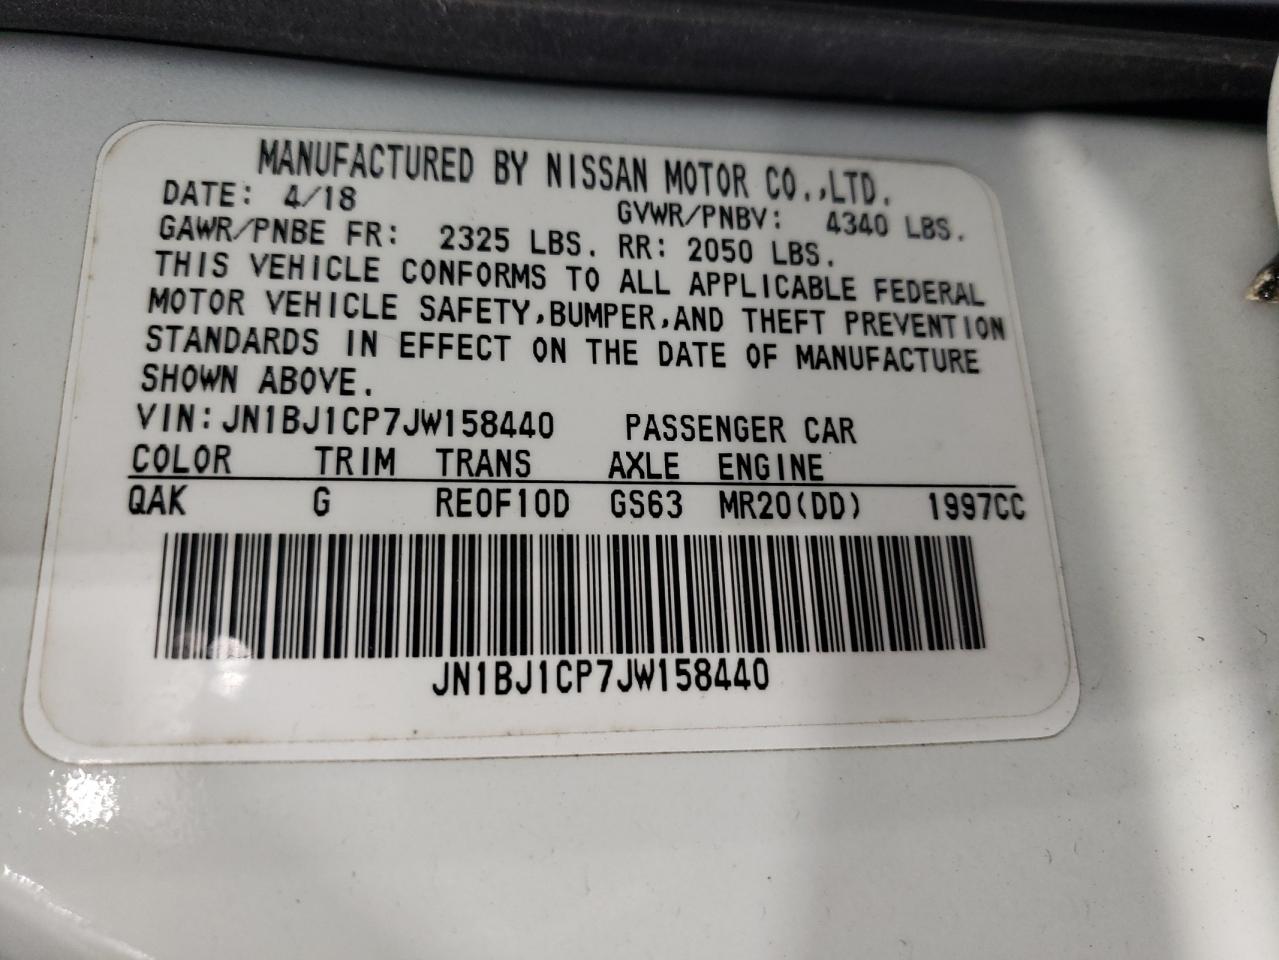 MANUFACTURED BY NISSAN MOTOR CO.,LTD.
DATE: 4/18 GVWR/PNBV: 4340 LBS.
GAWR/PNBE FR: 2325 LBS. RR: 2050 LBS.
THIS VEHICLE CONFORMS TO ALL APPLICABLE FEDERAL
MOTOR VEHICLE SAFETY,BUMPER,AND THEFT PREVENTION
STANDARDS IN EFFECT ON THE DATE OF MANUFACTURE
SHOWN ABOVE.
VIN:JN1BJ1CP7JW158440 PASSENGER CAR
COLOR TRIM TRANS AXLE ENGINE
QAK G RE0F10D GS63 MR20(DD) 1997CC
JN1BJ1CP7JW158440